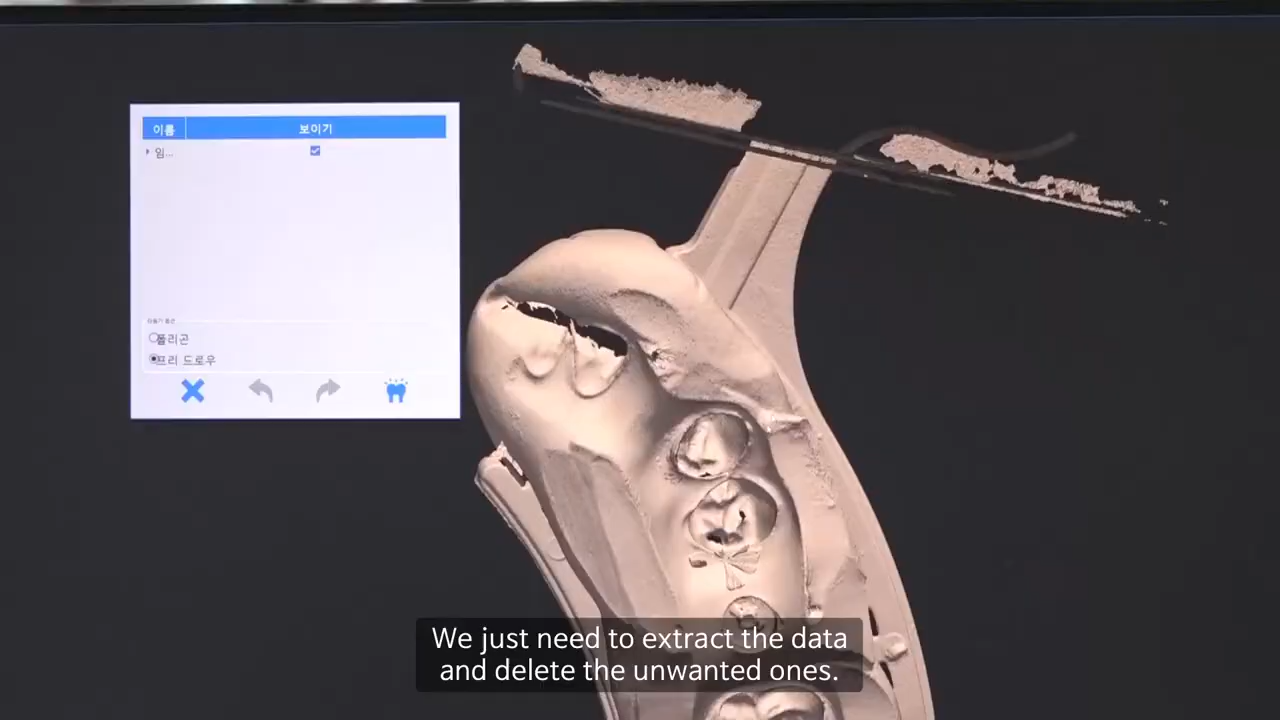 이름 보이기
임...
폴리곤
프리 드로우
We just need to extract the data
and delete the unwanted ones.